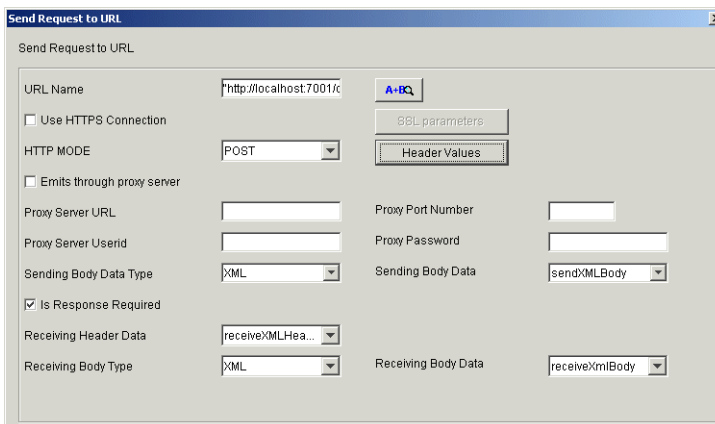 Send Request to URL
Send Request to URL
URL Name "http://localhost:7001/c A+B
Use HTTPS Connection SSL parameters
HTTP MODE POST Header Values
Emits through proxy server
Proxy Server URL Proxy Port Number
Proxy Server Userid Proxy Password
Sending Body Data Type XML Sending Body Data sendXMLBody
Is Response Required
Receiving Header Data receiveXMLHea...
Receiving Body Type XML Receiving Body Data receiveXmlBody